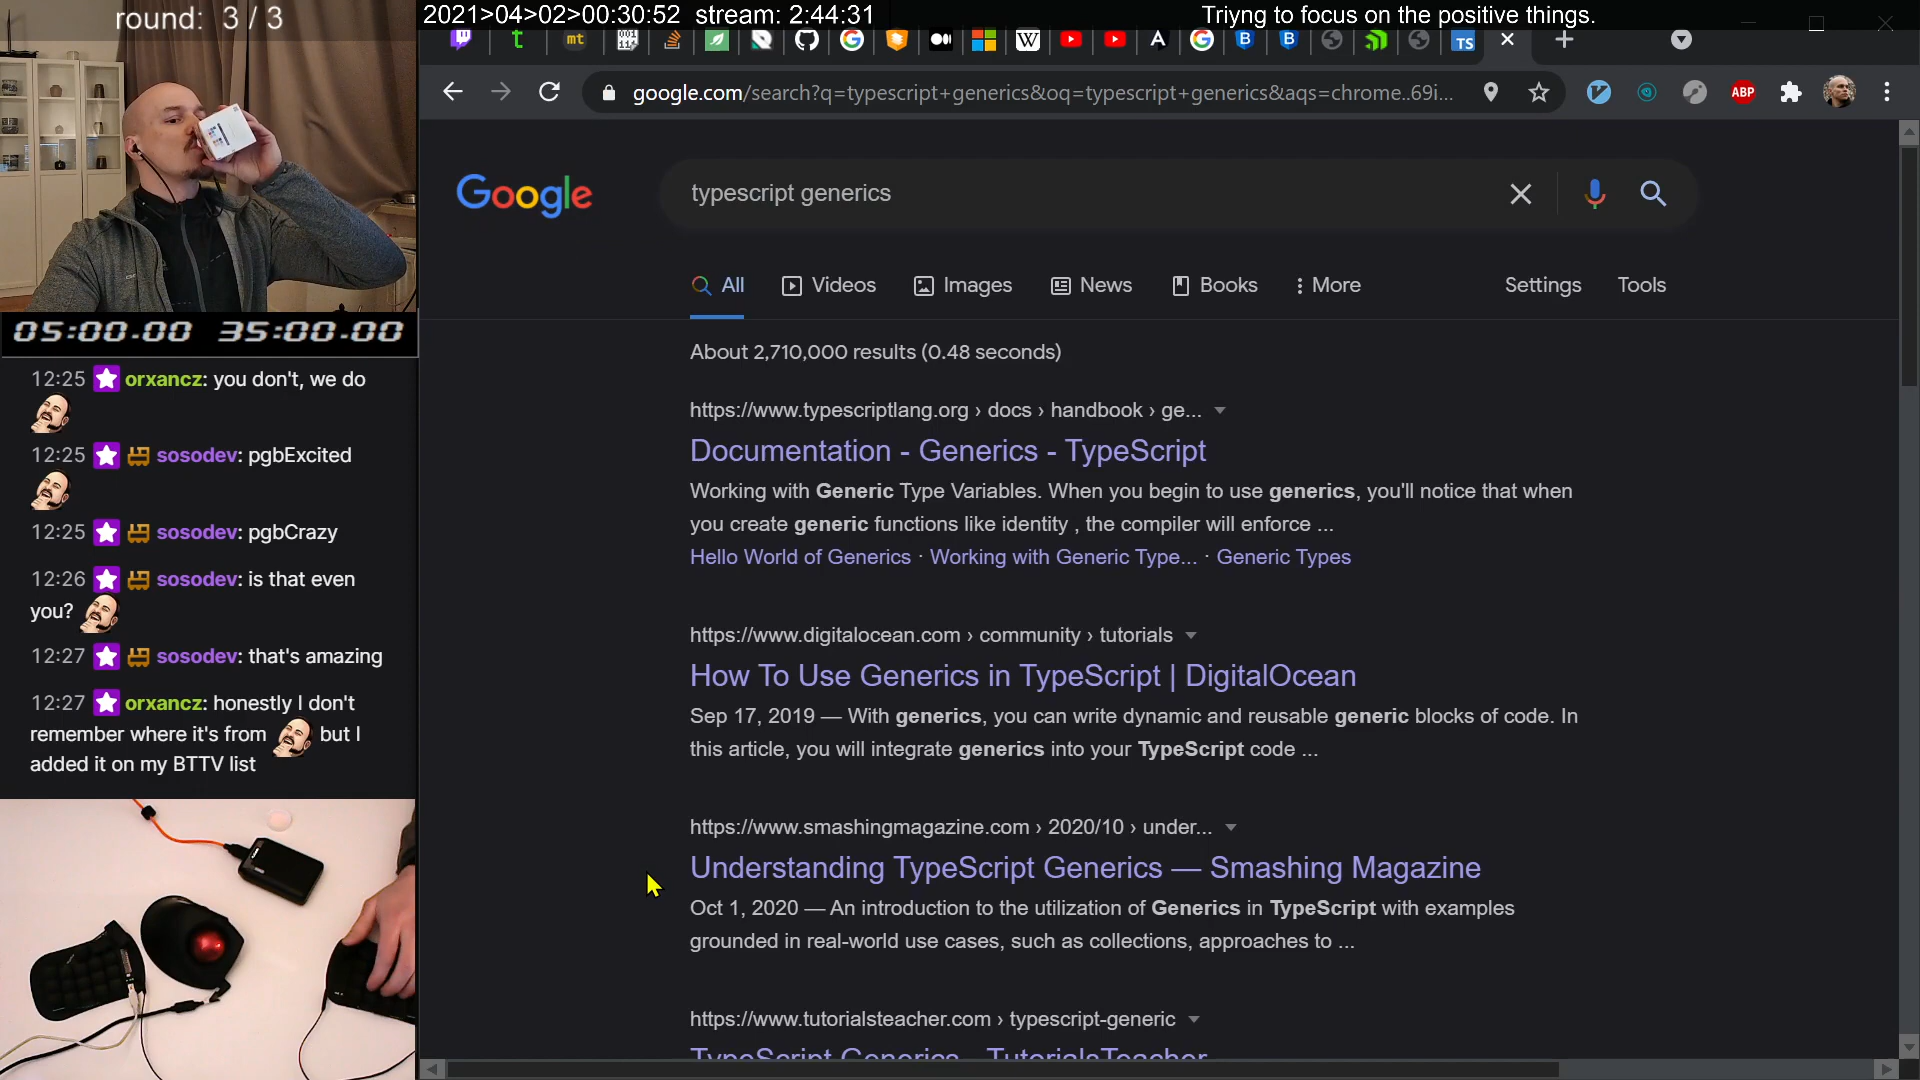 round: 3 / 3
2021>04>02>00:30:52 stream: 2:44:31
Triyng to focus on the positive things.
google.com/search?q=typescript+generics&oq=typescript+generics&aqs=chrome..69i...
ABP
Google
typescript generics
All Videos Images News Books More Settings Tools
About 2,710,000 results (0.48 seconds)
https://www.typescriptlang.org › docs › handbook › ge...
Documentation - Generics - TypeScript
Working with Generic Type Variables. When you begin to use generics, you'll notice that when
you create generic functions like identity , the compiler will enforce ...
Hello World of Generics · Working with Generic Type... · Generic Types
https://www.digitalocean.com › community › tutorials
How To Use Generics in TypeScript | DigitalOcean
Sep 17, 2019 — With generics, you can write dynamic and reusable generic blocks of code. In
this article, you will integrate generics into your TypeScript code ...
https://www.smashingmagazine.com › 2020/10 › under...
Understanding TypeScript Generics — Smashing Magazine
Oct 1, 2020 — An introduction to the utilization of Generics in TypeScript with examples
grounded in real-world use cases, such as collections, approaches to ...
https://www.tutorialsteacher.com › typescript-generic
TypeScript Generics - TutorialsTeacher
05:00.00 35:00.00
12:25 orxancz: you don't, we do
12:25 sosodev: pgbExcited
12:25 sosodev: pgbCrazy
12:26 sosodev: is that even
you?
12:27 sosodev: that's amazing
12:27 orxancz: honestly I don't
remember where it's from but I
added it on my BTTV list